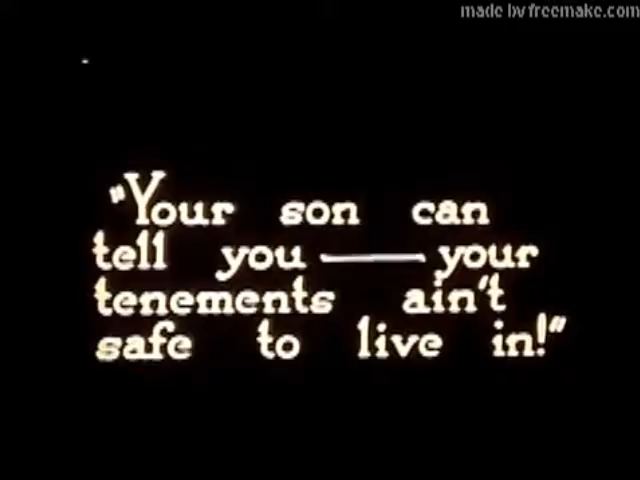 made by freemake.com
"Your son can
tell you — your
tenements ain't
safe to live in!"